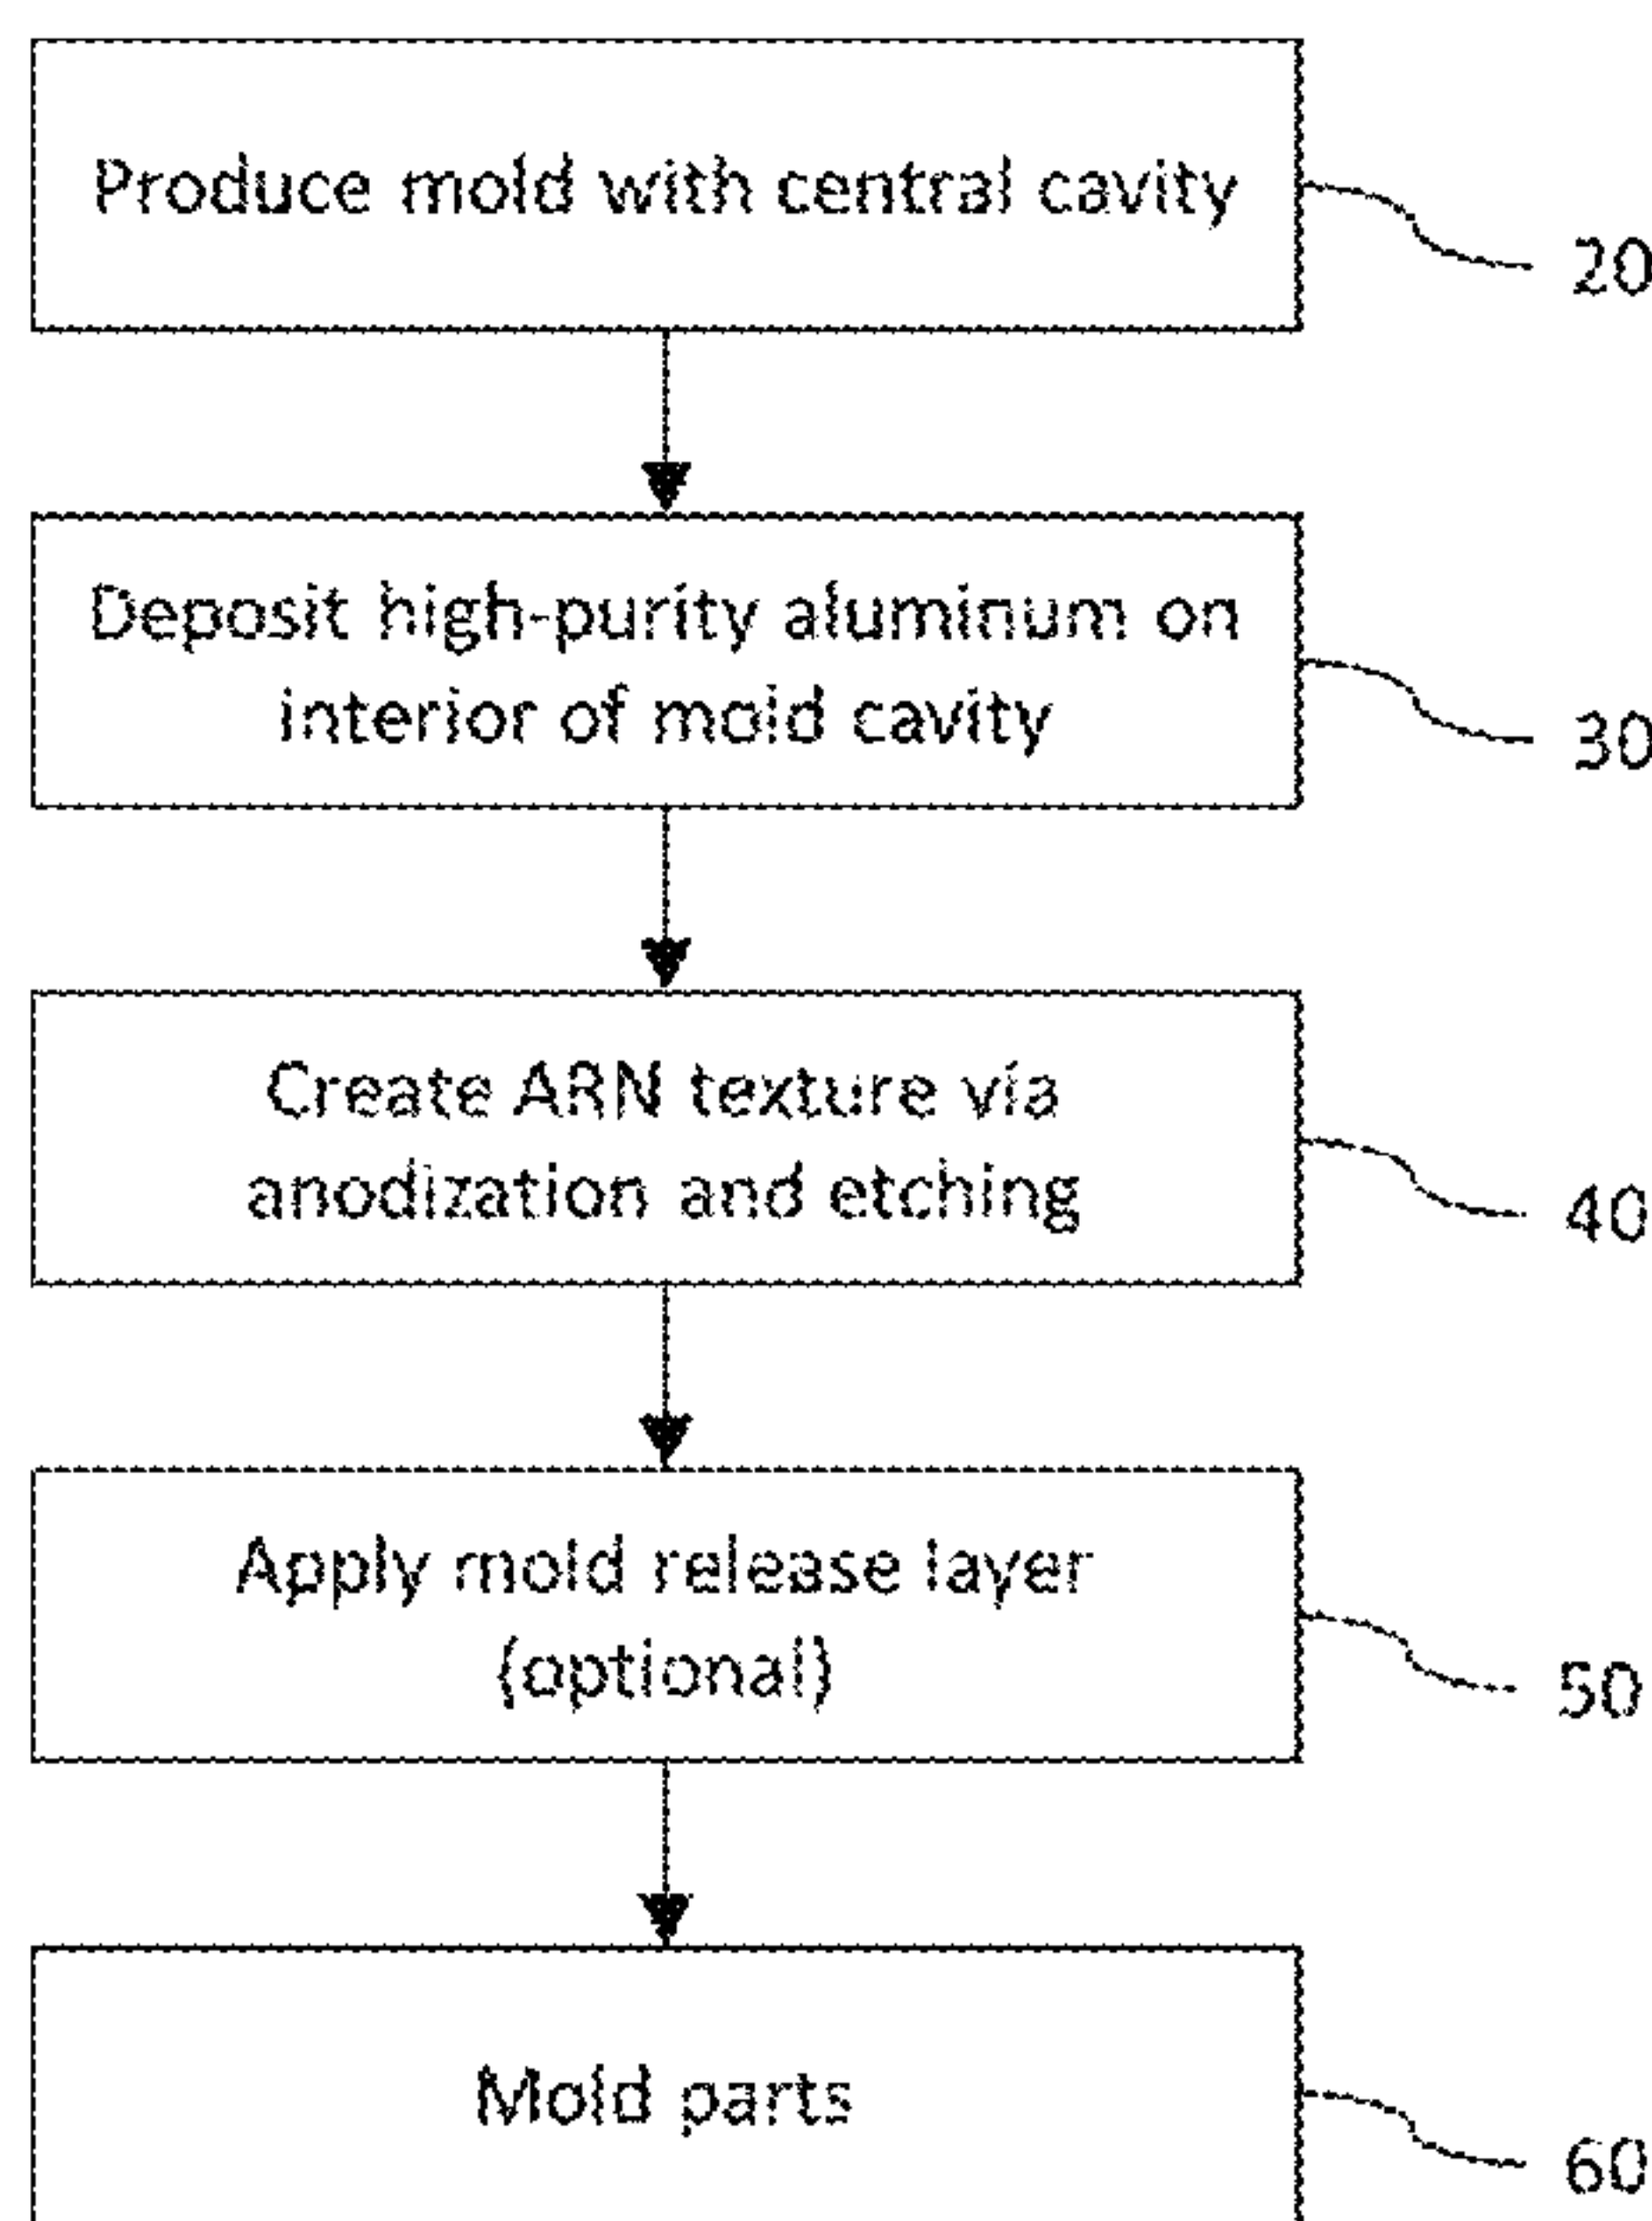 Produce mold with central cavity
20
Deposit high-purity aluminum on
interior of mold cavity
30
Create ARN texture via
anodization and etching
40
Apply mold release layer
(optional)
50
Mold parts
60